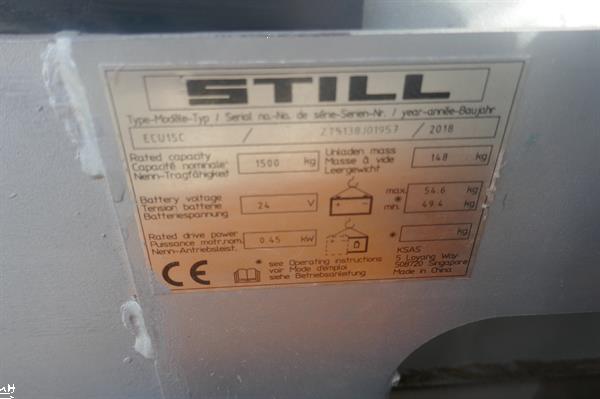 STILL
Type-Modèle-Typ / Serial no.-No. de série-Serien-Nr. / year-année-Baujahr
ECU15C / ZT9138J01957 / 2018
Rated capacity
Capacité nominale
Nenn-Tragfähigkeit
1500 kg
Unladen mass
Masse à vide
Leergewicht
148 kg
Battery voltage
Tension batterie
Batteriespannung
24 V
max. 54.6 kg
* min. 49.4 kg
Rated drive power
Puissance motr.nom.
Nenn-Antriebsleist.
0.45 kW
* kg
CE
* see Operating instructions
voir Mode d'emploi
siehe Betriebsanleitung
KSAS
5 Loyang Way
508720 Singapore
Made in China